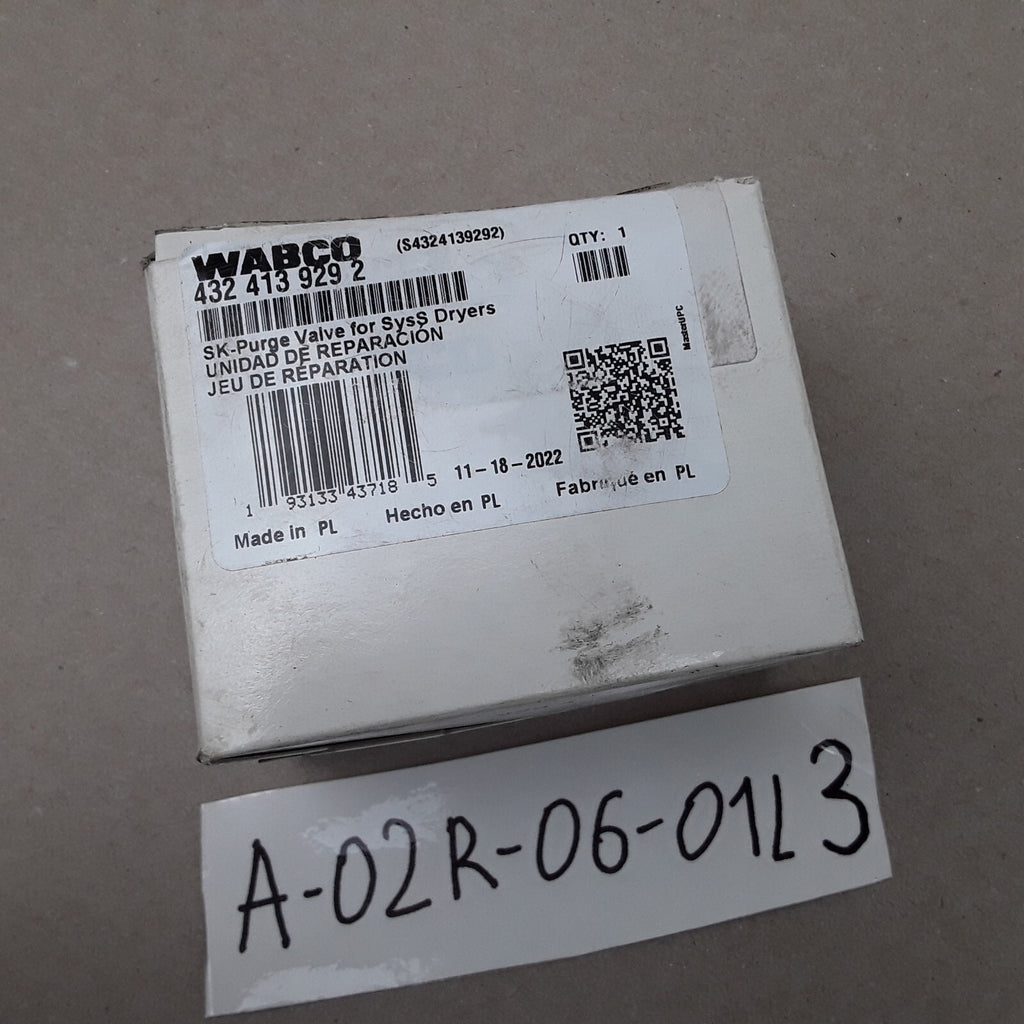 WABCO (S4324139292) QTY: 1
432 413 929 2
SK-Purge Valve for SysS Dryers
UNIDAD DE REPARACIÓN
JEU DE RÉPARATION
MasterUPC
11-18-2022
1 93133 43718 5
Made in PL Hecho en PL Fabriqué en PL
A-02R-06-01L3